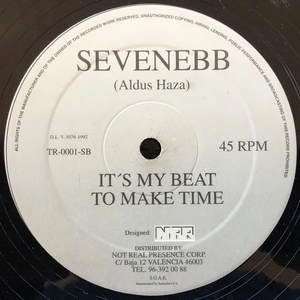 ALL RIGHTS OF THE MANUFACTURER AND OF THE OWNER OF THE RECORDED WORK RESERVED. UNAUTHORIZED COPYING, HIRING, LENDING, PUBLIC PERFORMANCE AND BROADCASTING OF THIS RECORD PROHIBITED
SEVENEBB
(Aldus Haza)
D.L. V-3076-1992
TR-0001-SB
45 RPM
IT´S MY BEAT
TO MAKE TIME
Designed:
DISTRIBUTED BY
NOT REAL PRESENCE CORP.
C/ Baja 12 VALENCIA 46003
TEL. 96-392 00 88
S.G.A.E.